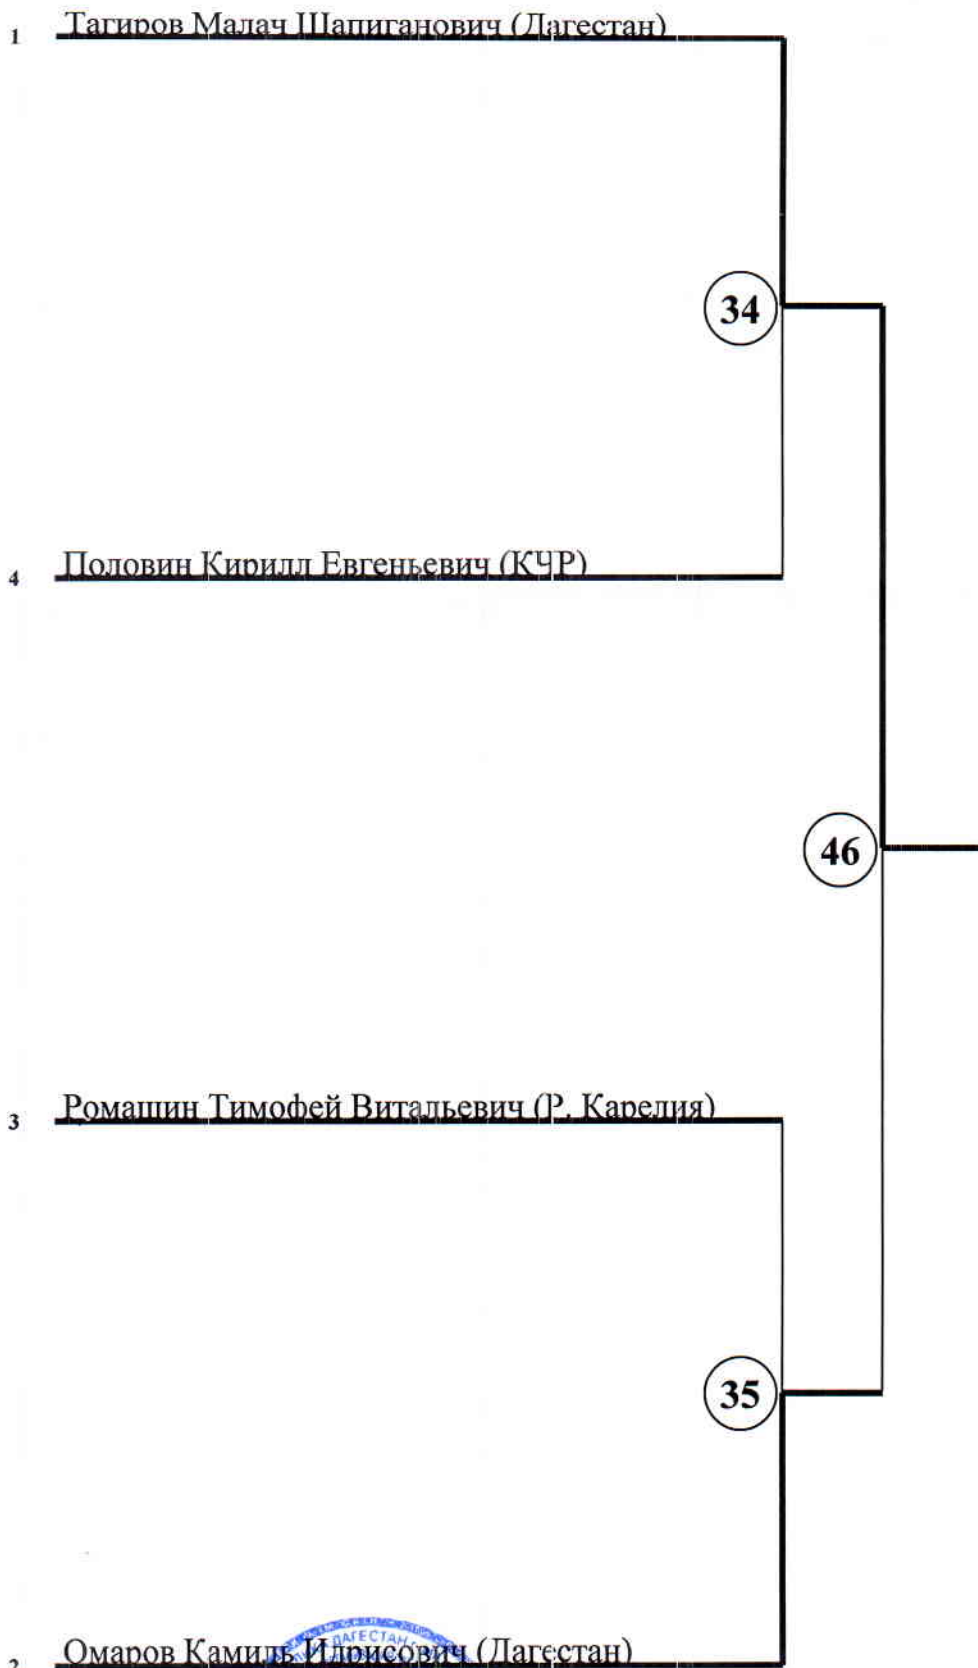 1 Тагиров Малач Шапиганович (Дагестан)
34
4 Половин Кирилл Евгеньевич (КЧР)
46
3 Ромашин Тимофей Витальевич (Р. Карелия)
35
2 Омаров Камиль Идрисович (Дагестан)
ДАГЕСТАН